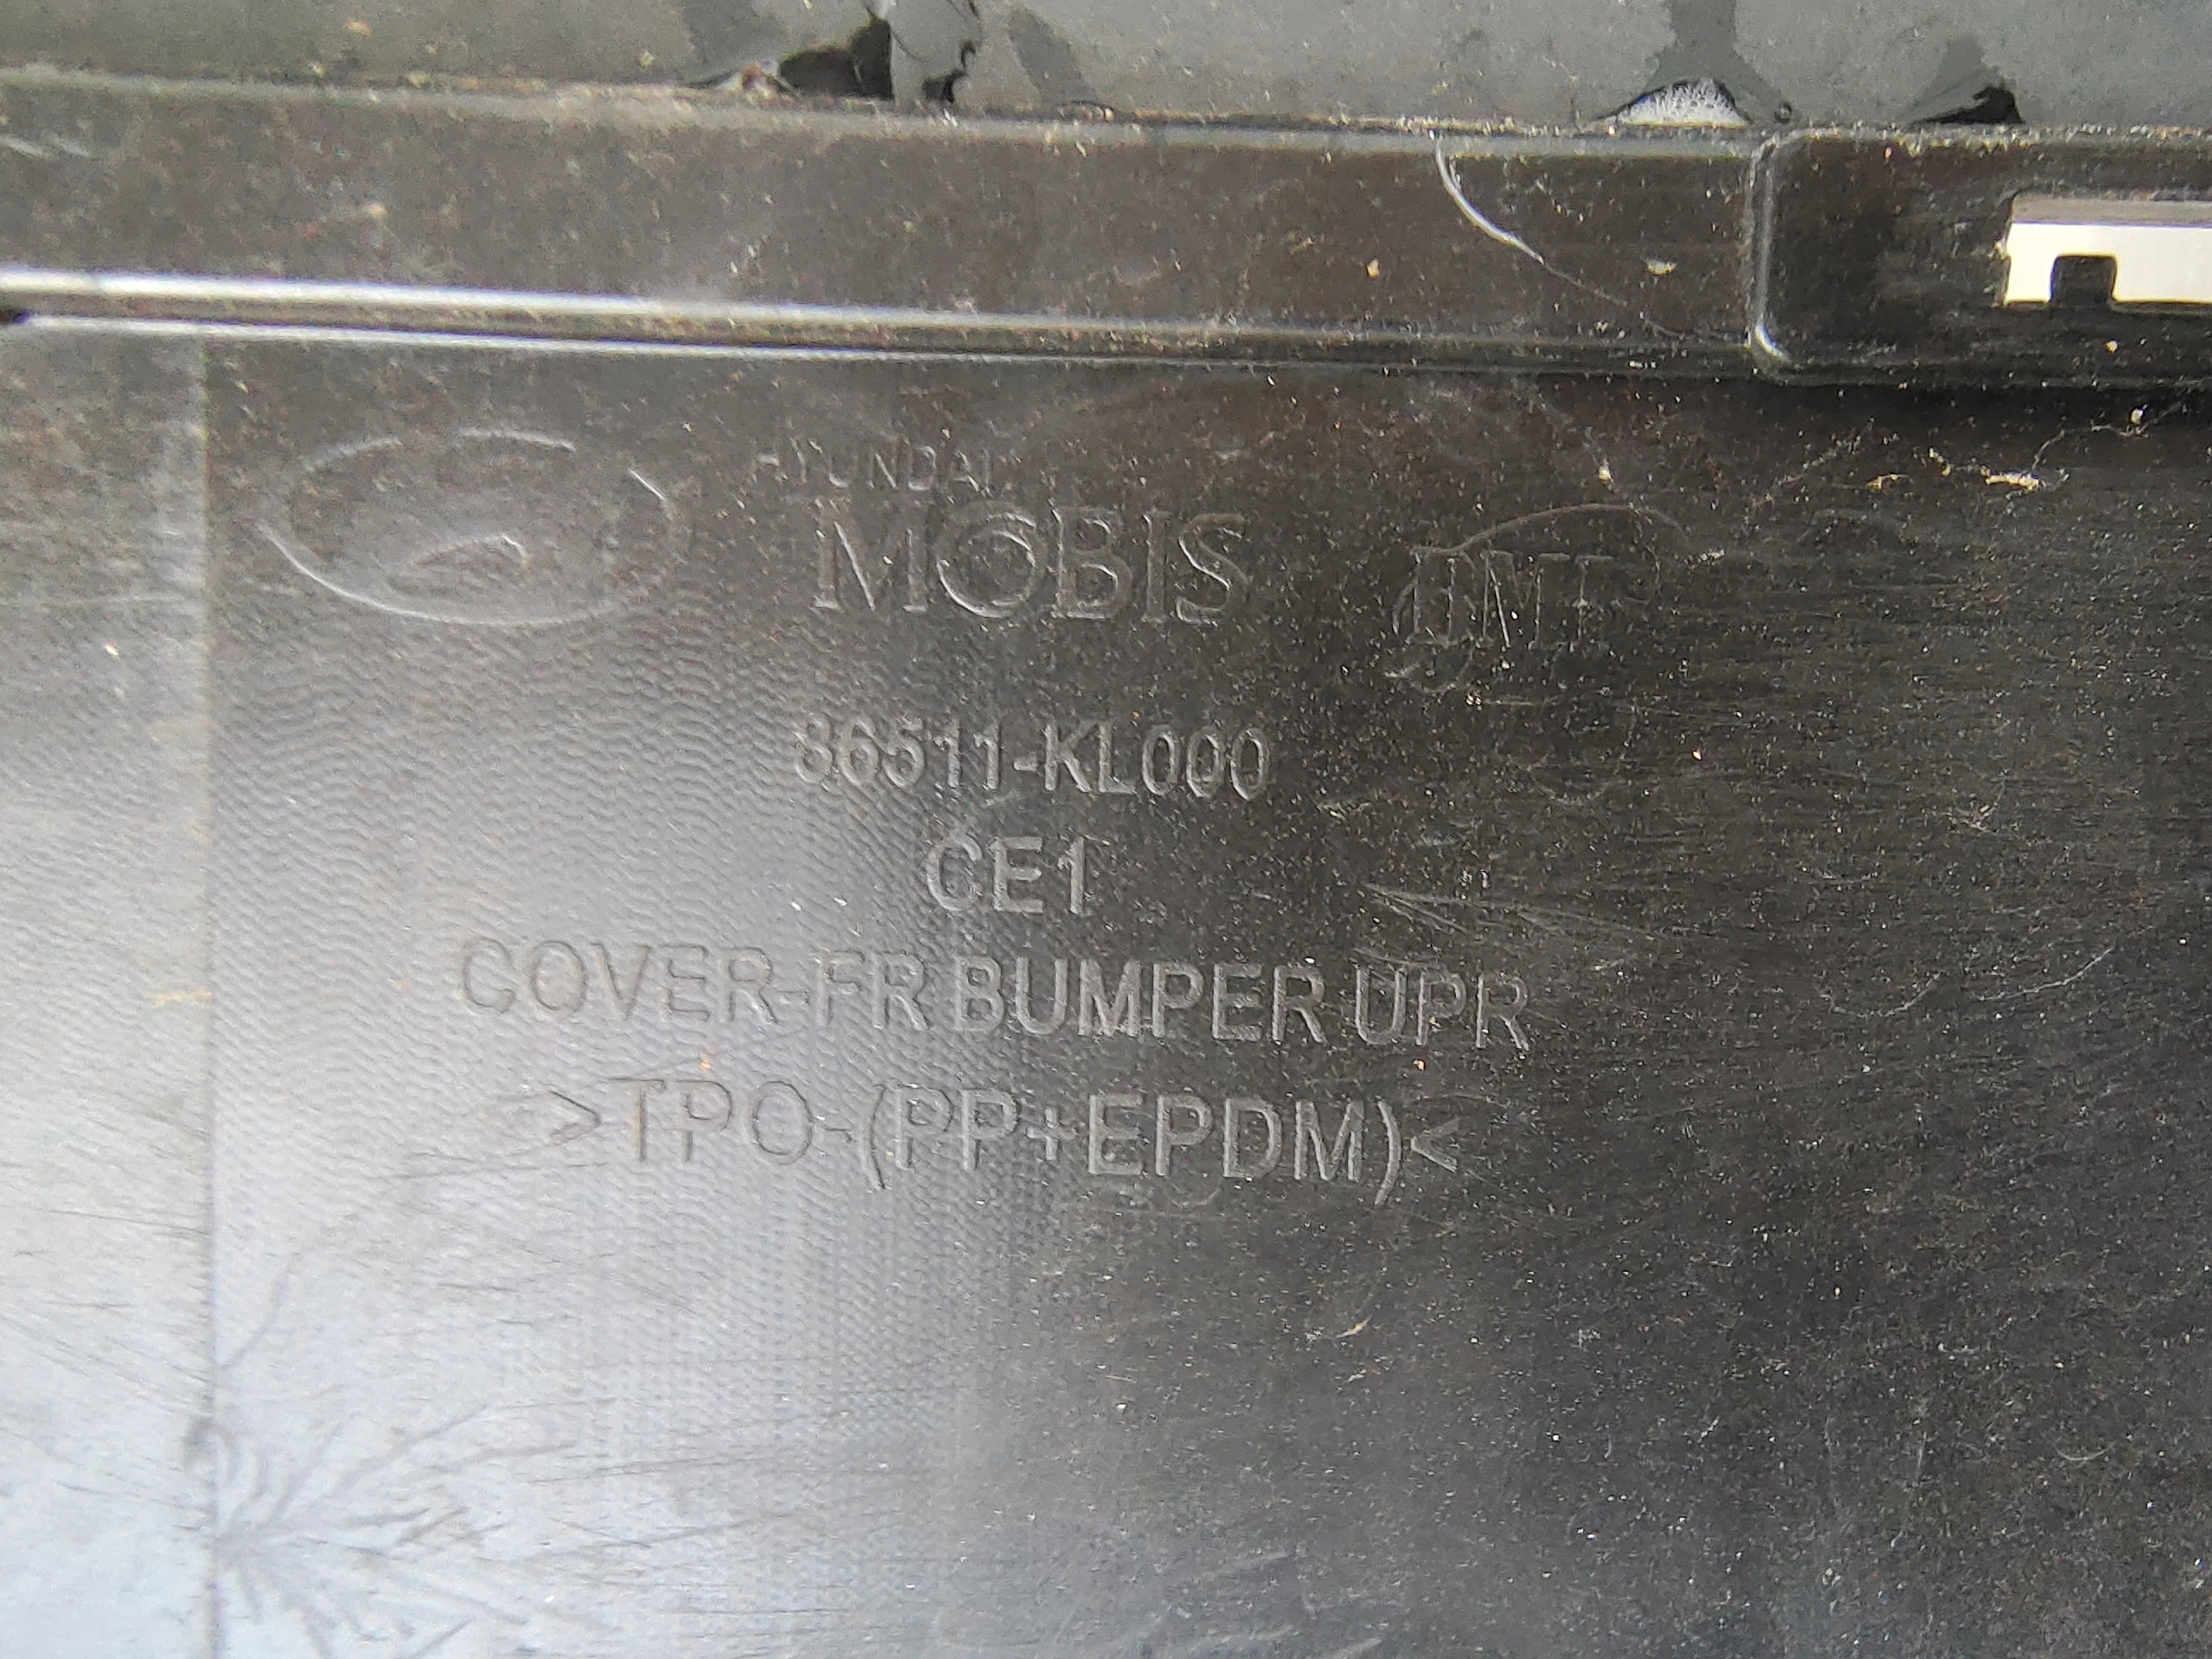 HYUNDAI
MOBIS
86511-KL000
CE1
COVER-FR BUMPER UPR
>TPO-(PP+EPDM)<